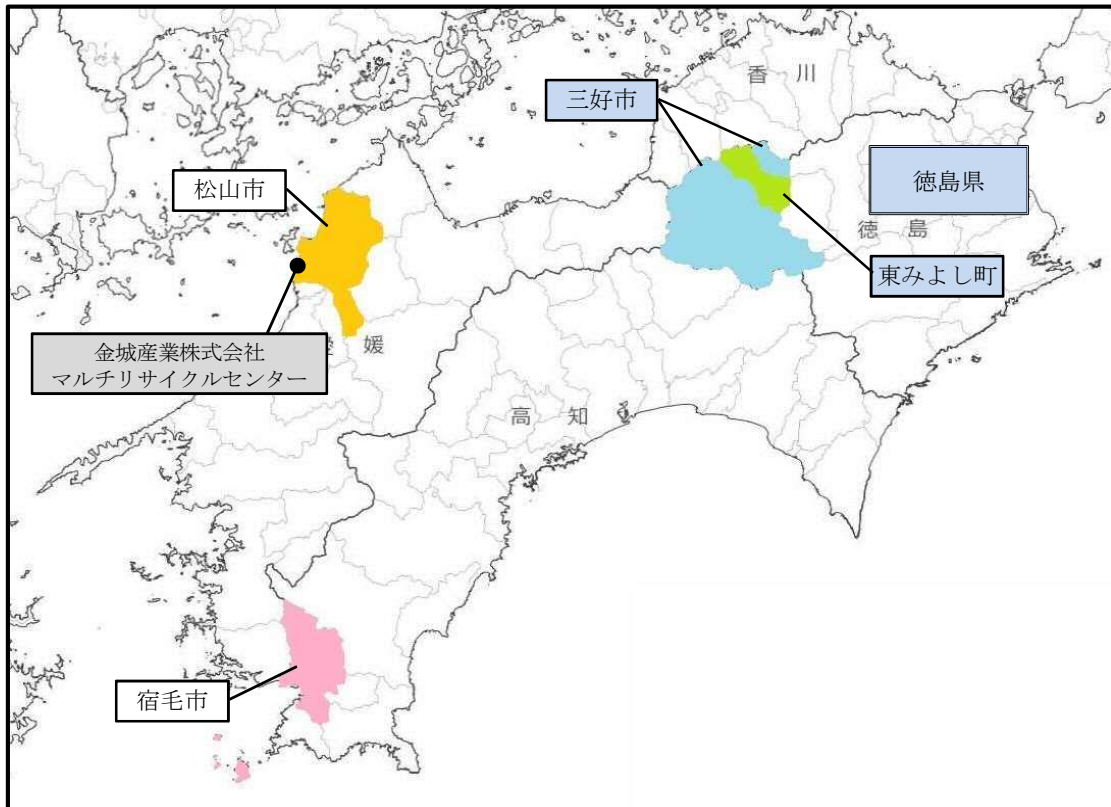 香川
三好市
徳島県
松山市
徳島
東みよし町
金城産業株式会社
マルチリサイクルセンター
愛媛
高知
宿毛市